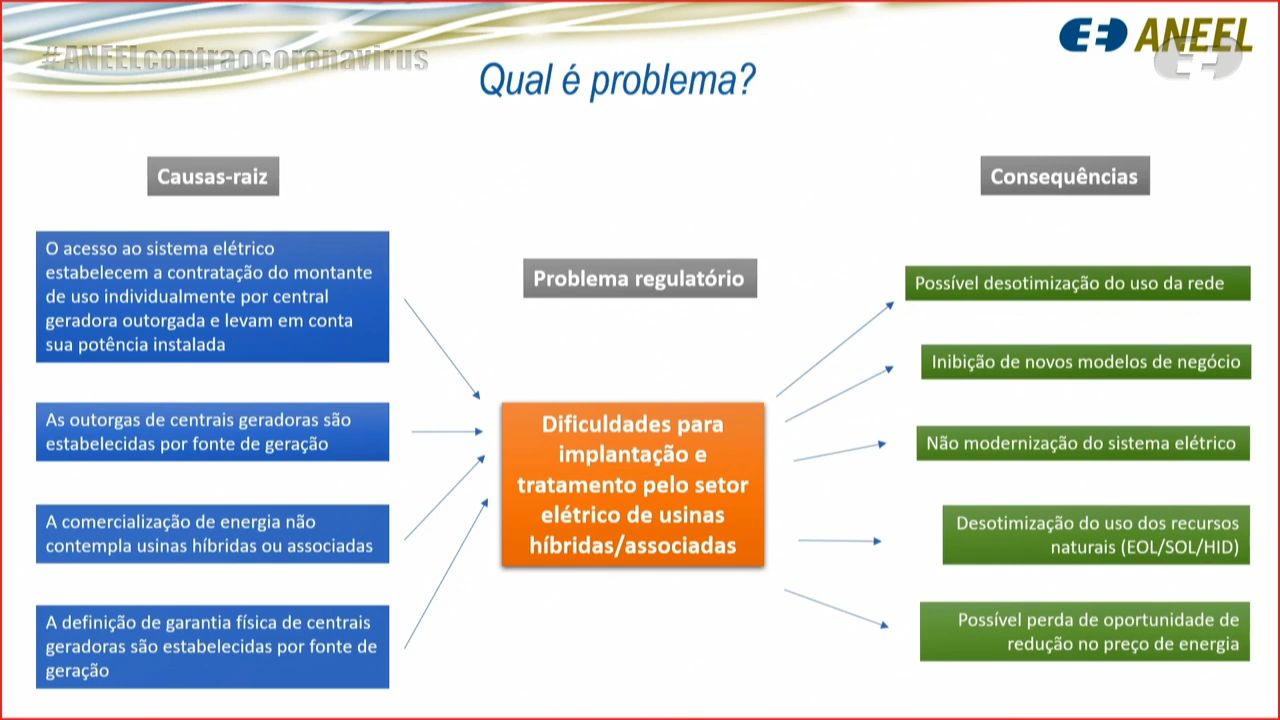 #ANEELcontraocoronavirus
ANEEL
Qual é problema?
Causas-raiz
Consequências
O acesso ao sistema elétrico
estabelecem a contratação do montante
de uso individualmente por central
geradora outorgada e levam em conta
sua potência instalada
As outorgas de centrais geradoras são
estabelecidas por fonte de geração
A comercialização de energia não
contempla usinas híbridas ou associadas
A definição de garantia física de centrais
geradoras são estabelecidas por fonte de
geração
Problema regulatório
Dificuldades para
implantação e
tratamento pelo setor
elétrico de usinas
híbridas/associadas
Possível desotimização do uso da rede
Inibição de novos modelos de negócio
Não modernização do sistema elétrico
Desotimização do uso dos recursos
naturais (EOL/SOL/HID)
Possível perda de oportunidade de
redução no preço de energia